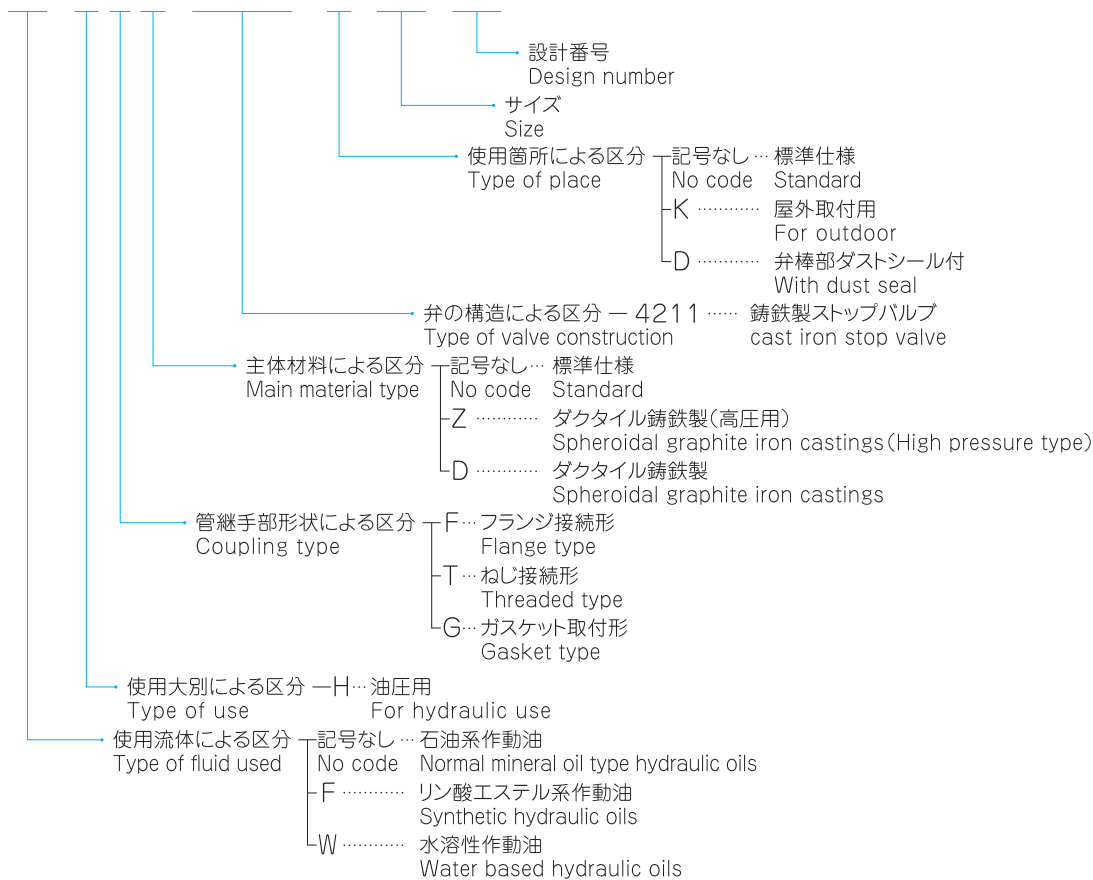 設計番号
Design number
サイズ
Size
使用箇所による区分 記号なし … 標準仕様
Type of place No code Standard
K ………… 屋外取付用
For outdoor
D ………… 弁棒部ダストシール付
With dust seal
弁の構造による区分 — 4211 …… 鋳鉄製ストップバルブ
Type of valve construction cast iron stop valve
主体材料による区分 記号なし … 標準仕様
Main material type No code Standard
Z ………… ダクタイル鋳鉄製(高圧用)
Spheroidal graphite iron castings(High pressure type)
D ………… ダクタイル鋳鉄製
Spheroidal graphite iron castings
管継手部形状による区分 F … フランジ接続形
Coupling type Flange type
T … ねじ接続形
Threaded type
G … ガスケット取付形
Gasket type
使用大別による区分 — H … 油圧用
Type of use For hydraulic use
使用流体による区分 記号なし … 石油系作動油
Type of fluid used No code Normal mineral oil type hydraulic oils
F ………… リン酸エステル系作動油
Synthetic hydraulic oils
W ………… 水溶性作動油
Water based hydraulic oils